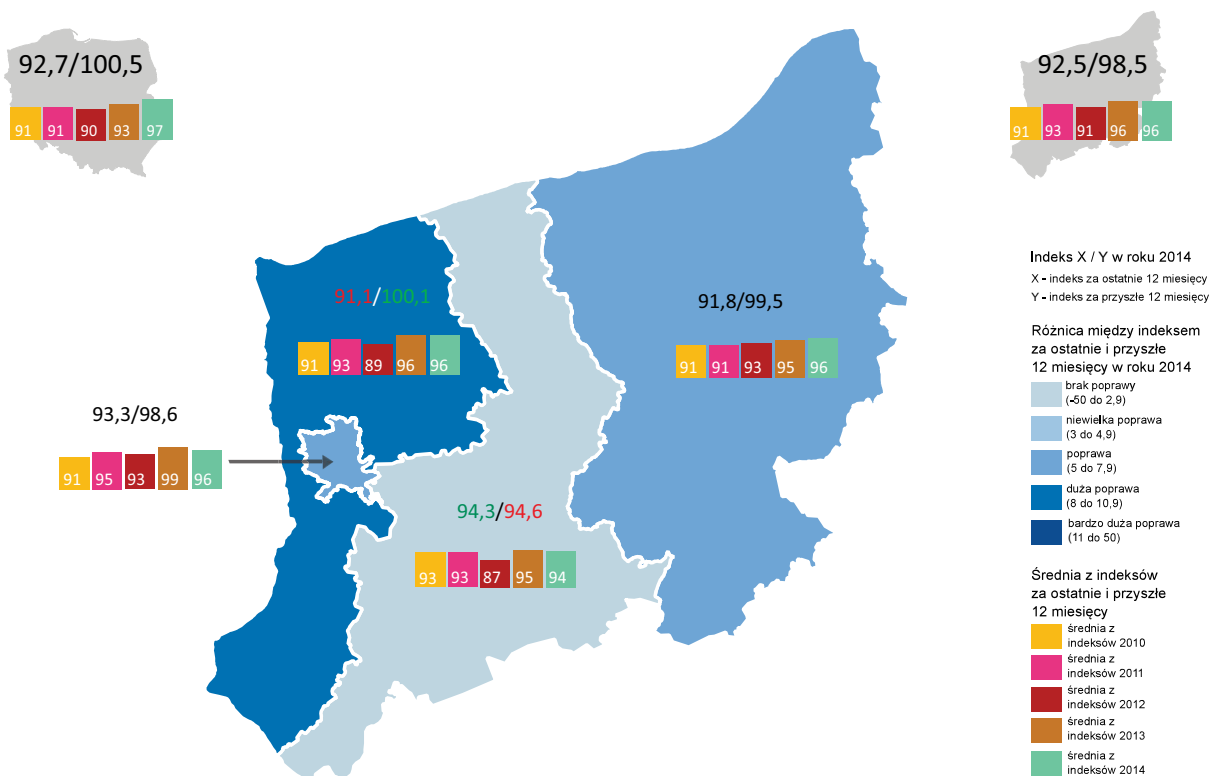 92,7/100,5
91 91 90 93 97
92,5/98,5
91 93 91 96 96
91,1/100,1
91 93 89 96 96
91,8/99,5
91 91 93 95 96
93,3/98,6
91 95 93 99 96
94,3/94,6
93 93 87 95 94
Indeks X / Y w roku 2014
X - indeks za ostatnie 12 miesięcy
Y - indeks za przyszłe 12 miesięcy
Różnica między indeksem
za ostatnie i przyszłe
12 miesięcy w roku 2014
brak poprawy
(-50 do 2,9)
niewielka poprawa
(3 do 4,9)
poprawa
(5 do 7,9)
duża poprawa
(8 do 10,9)
bardzo duża poprawa
(11 do 50)
Średnia z indeksów
za ostatnie i przyszłe
12 miesięcy
średnia z
indeksów 2010
średnia z
indeksów 2011
średnia z
indeksów 2012
średnia z
indeksów 2013
średnia z
indeksów 2014